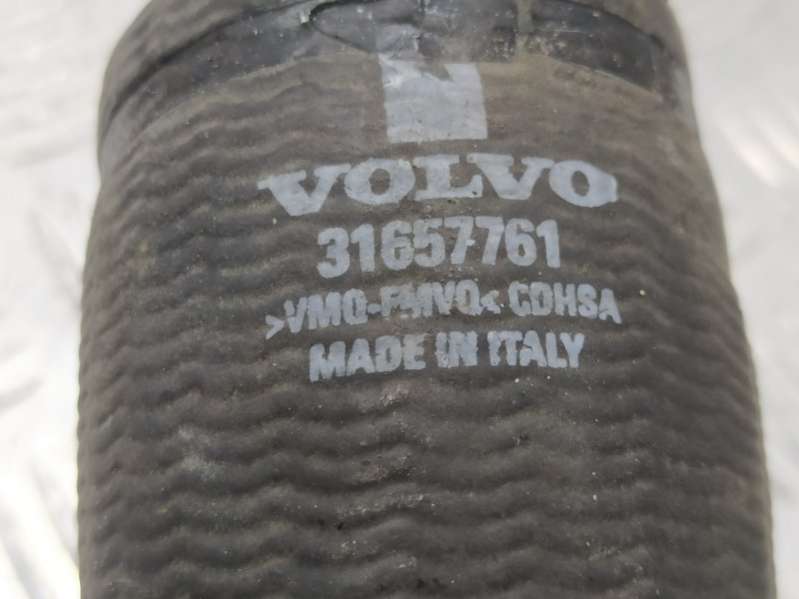 VOLVO
31657761
>VMQ-FMVQ< CDHSA
MADE IN ITALY